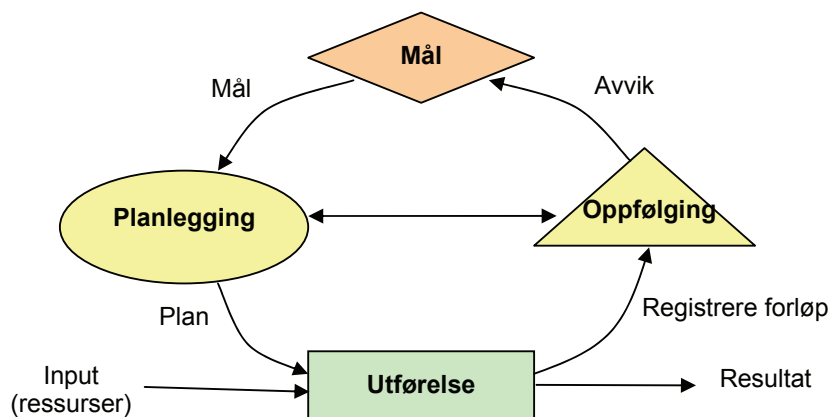 Mål
Mål
Avvik
Planlegging
Oppfølging
Plan
Registrere forløp
Input
(ressurser)
Utførelse
Resultat